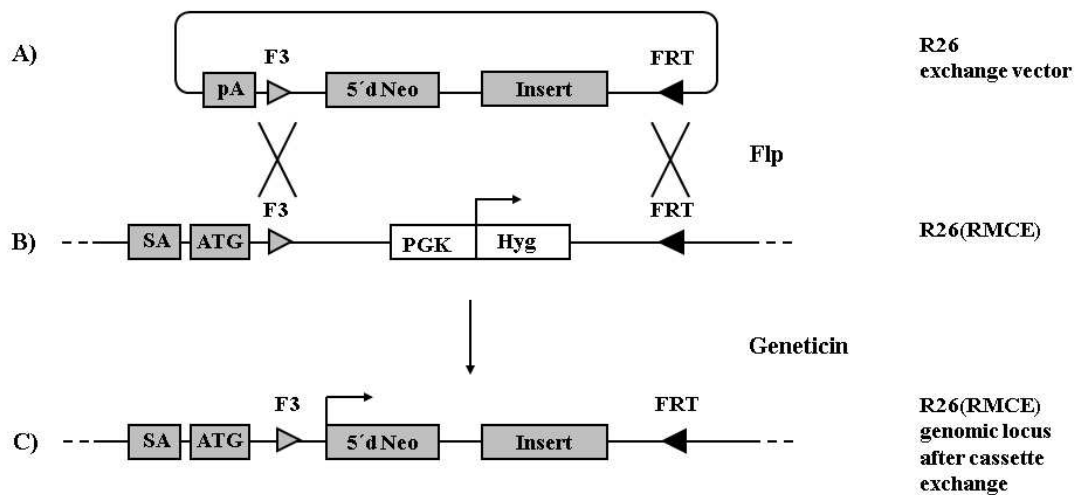 A)
F3
FRT
pA
5´d Neo
Insert
R26
exchange vector
Flp
F3
FRT
B)
SA
ATG
PGK
Hyg
R26(RMCE)
Geneticin
F3
FRT
C)
SA
ATG
5´d Neo
Insert
R26(RMCE)
genomic locus
after cassette
exchange